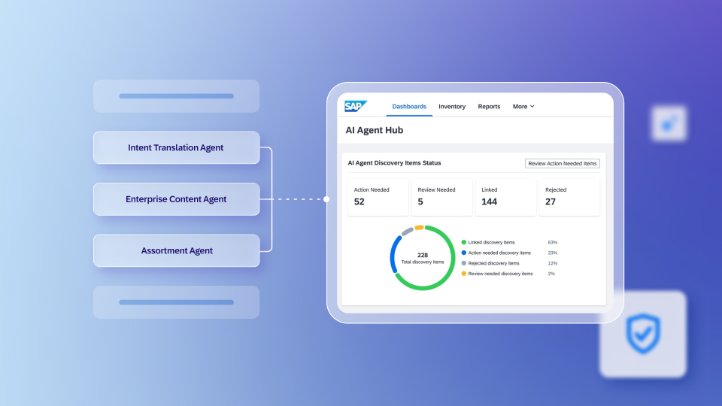 Intent Translation Agent
Enterprise Content Agent
Assortment Agent
SAP
Dashboards Inventory Reports More
AI Agent Hub
AI Agent Discovery Items Status
Review Action Needed Items
Action Needed Review Needed Linked Rejected
52 5 144 27
228
Total discovery items
Linked discovery items 63%
Action needed discovery items 23%
Rejected discovery items 12%
Review needed discovery items 2%